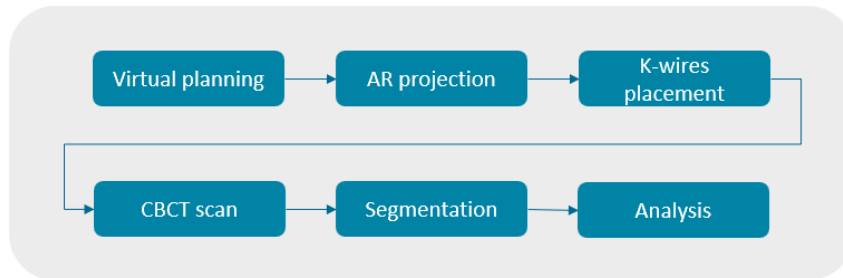 Virtual planning
AR projection
K-wires
placement
CBCT scan
Segmentation
Analysis